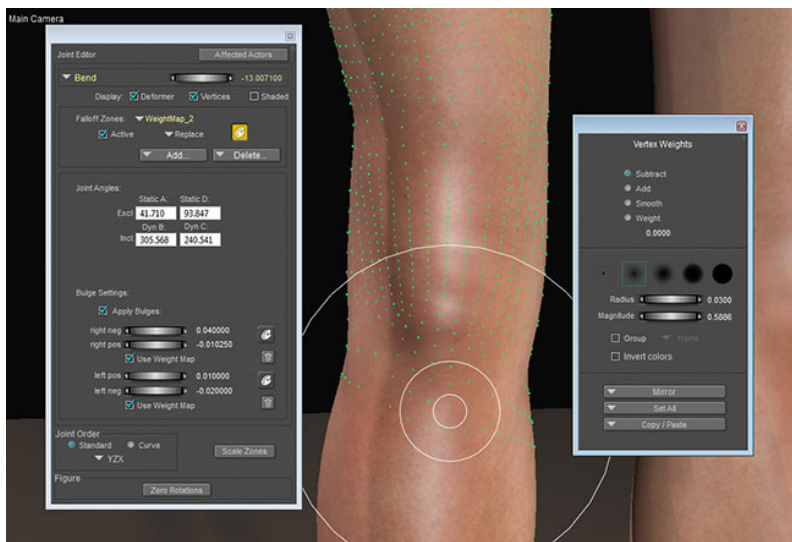 Main Camera
Joint Editor
Affected Actors
Bend
-13.007100
Display: Deformer Vertices Shaded
Falloff Zones: WeightMap_2
Active Replace
Add... Delete...
Joint Angles:
Static A: Static D:
Excl: 41.710 93.847
Dyn B: Dyn C:
Incl: 305.568 240.541
Bulge Settings:
Apply Bulges:
right neg 0.040000
right pos -0.010250
Use Weight Map
left pos 0.010000
left neg -0.020000
Use Weight Map
Joint Order
Standard Curve
YZX
Scale Zones
Figure
Zero Rotations
Vertex Weights
Subtract
Add
Smooth
Weight
0.0000
Radius 0.0300
Magnitude 0.5886
Group None
Invert colors
Mirror
Set All
Copy / Paste